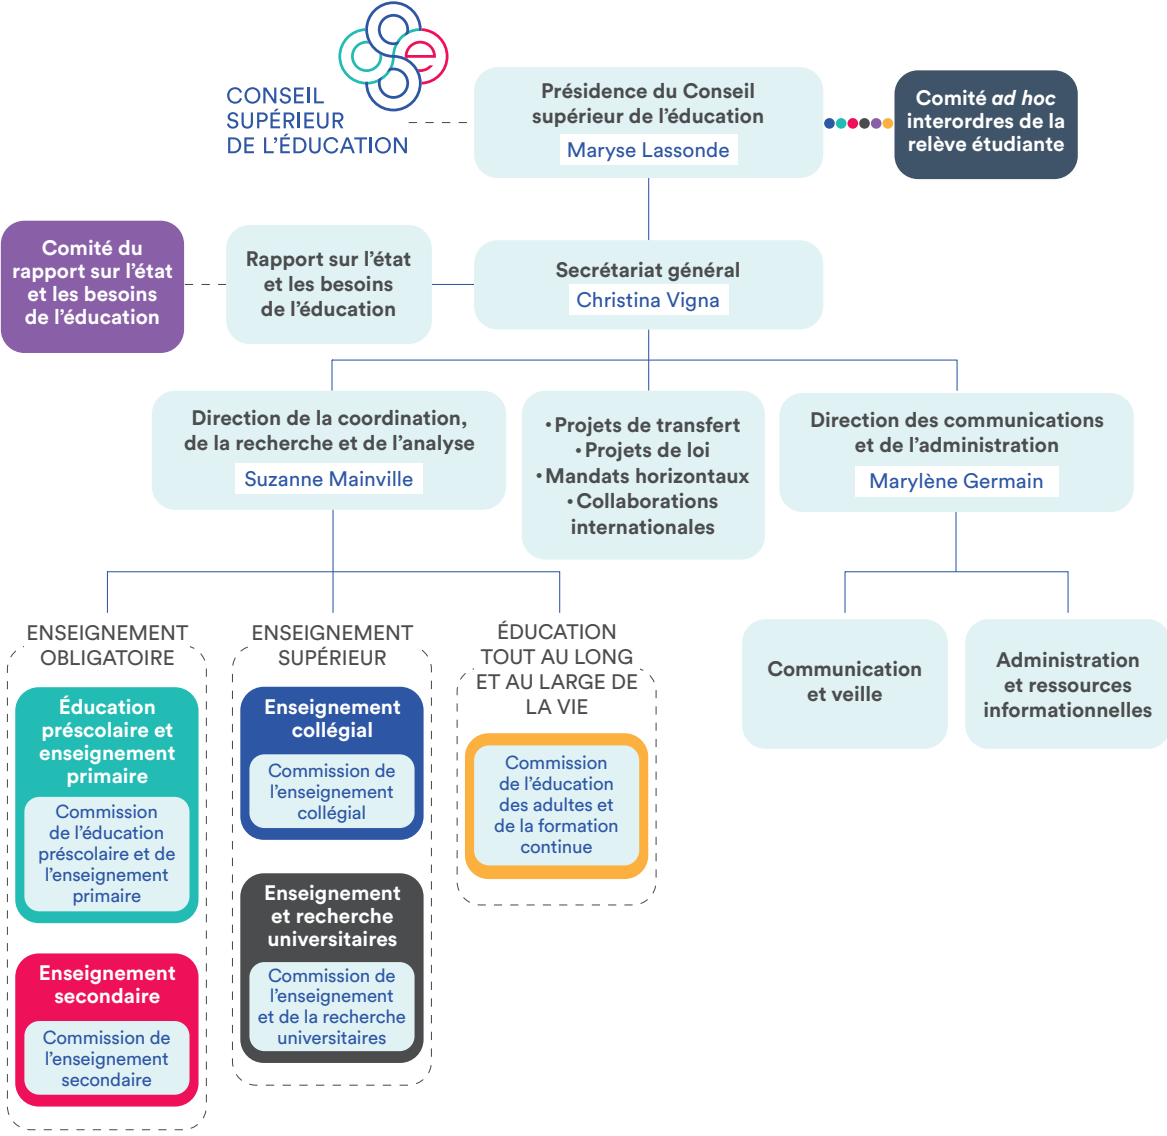 CONSEIL
SUPÉRIEUR
DE L'ÉDUCATION
Présidence du Conseil
supérieur de l'éducation
Maryse Lassonde
Comité ad hoc
interordres de la
relève étudiante
Comité du
rapport sur l'état
et les besoins
de l'éducation
Rapport sur l'état
et les besoins
de l'éducation
Secrétariat général
Christina Vigna
Direction de la coordination,
de la recherche et de l'analyse
Suzanne Mainville
• Projets de transfert
• Projets de loi
• Mandats horizontaux
• Collaborations
internationales
Direction des communications
et de l'administration
Marylène Germain
ENSEIGNEMENT
OBLIGATOIRE
Éducation
préscolaire et
enseignement
primaire
Commission
de l'éducation
préscolaire et de
l'enseignement
primaire
Enseignement
secondaire
Commission de
l'enseignement
secondaire
ENSEIGNEMENT
SUPÉRIEUR
Enseignement
collégial
Commission de
l'enseignement
collégial
Enseignement
et recherche
universitaires
Commission de
l'enseignement
et de la recherche
universitaires
ÉDUCATION
TOUT AU LONG
ET AU LARGE DE
LA VIE
Commission
de l'éducation
des adultes et
de la formation
continue
Communication
et veille
Administration
et ressources
informationnelles